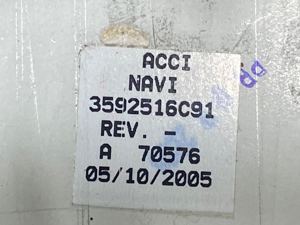 ACCI
NAVI
3592516C91
REV. -
A 70576
05/10/2005